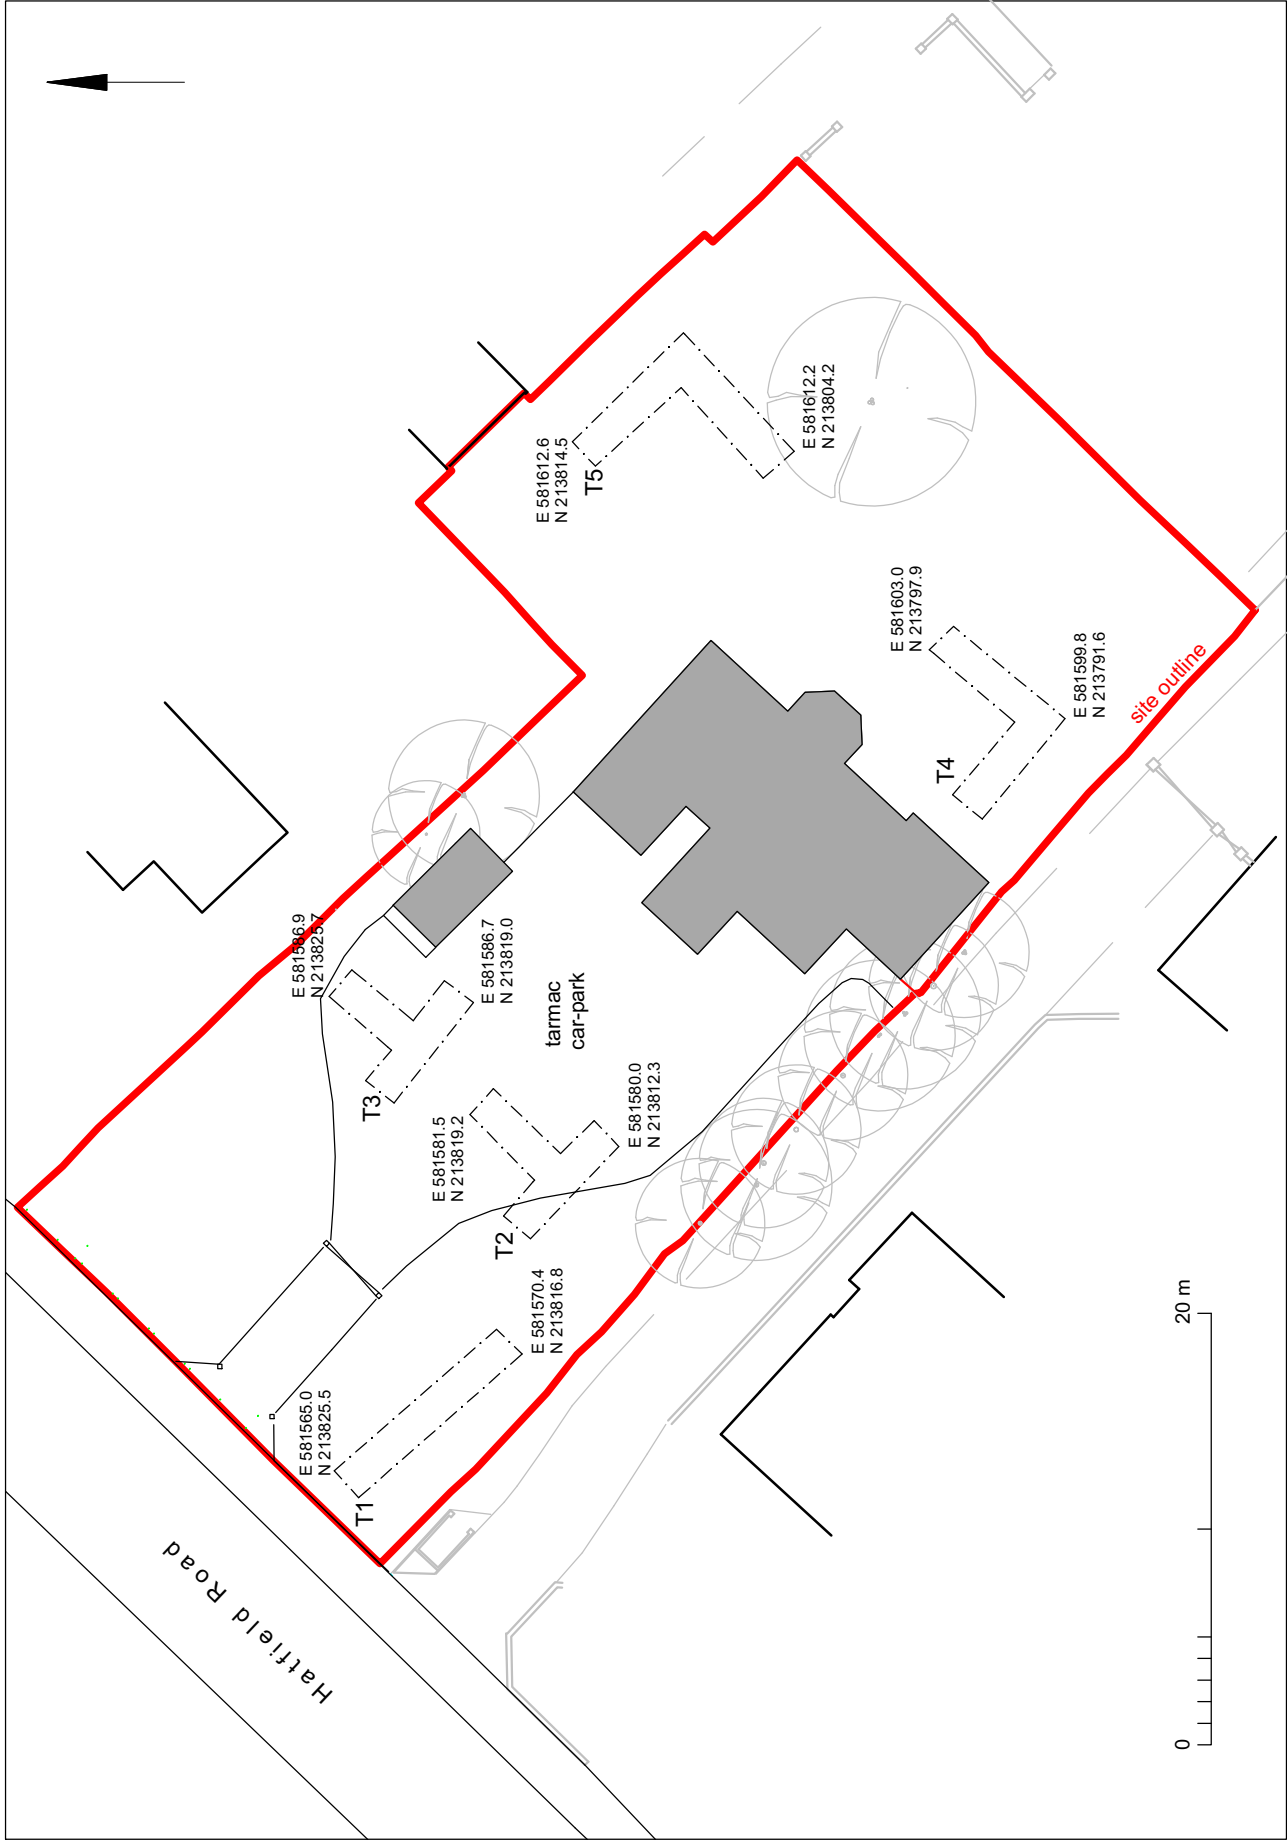 E 581612.6
N 213814.5
T5
E 581612.2
N 213804.2
E 581603.0
N 213797.9
T4
E 581599.8
N 213791.6
site outline
E 581586.9
N 213825.7
T3
E 581586.7
N 213819.0
tarmac
car-park
E 581581.5
N 213819.2
T2
E 581580.0
N 213812.3
E 581565.0
N 213825.5
T1
E 581570.4
N 213816.8
Hatfield Road
0
20 m